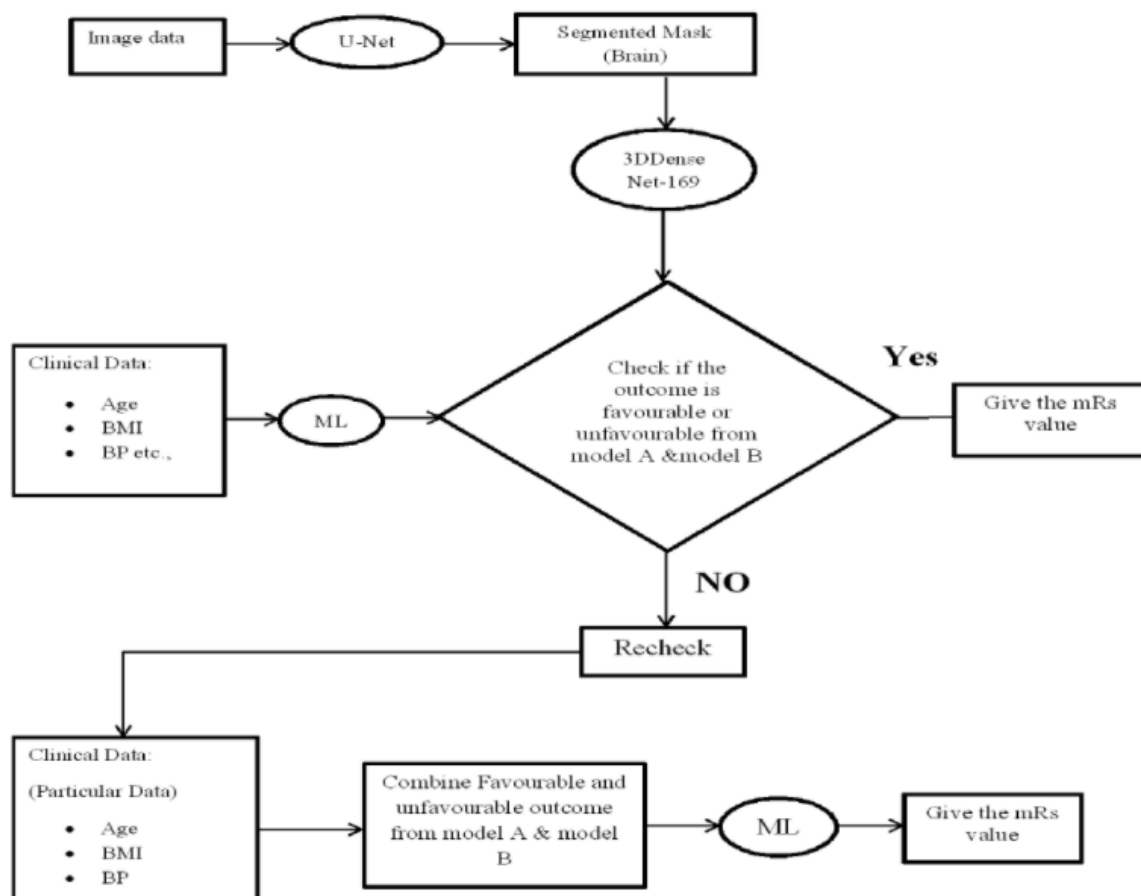 Image data
U-Net
Segmented Mask
(Brain)
3DDense
Net-169
Clinical Data:
• Age
• BMI
• BP etc.,
ML
Check if the
outcome is
favourable or
unfavourable from
model A &model B
Yes
Give the mRs
value
NO
Recheck
Clinical Data:
(Particular Data)
• Age
• BMI
• BP
Combine Favourable and
unfavourable outcome
from model A & model
B
ML
Give the mRs
value